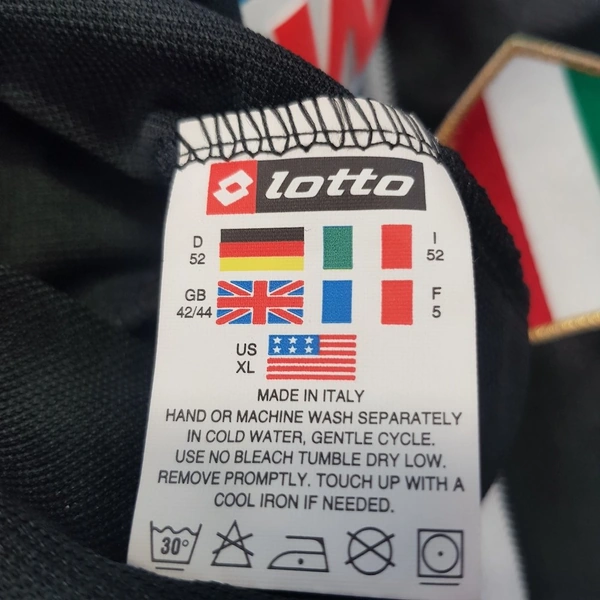 lotto
D
52
I
52
GB
42/44
F
5
US
XL
MADE IN ITALY
HAND OR MACHINE WASH SEPARATELY
IN COLD WATER, GENTLE CYCLE.
USE NO BLEACH TUMBLE DRY LOW.
REMOVE PROMPTLY. TOUCH UP WITH A
COOL IRON IF NEEDED.
30°